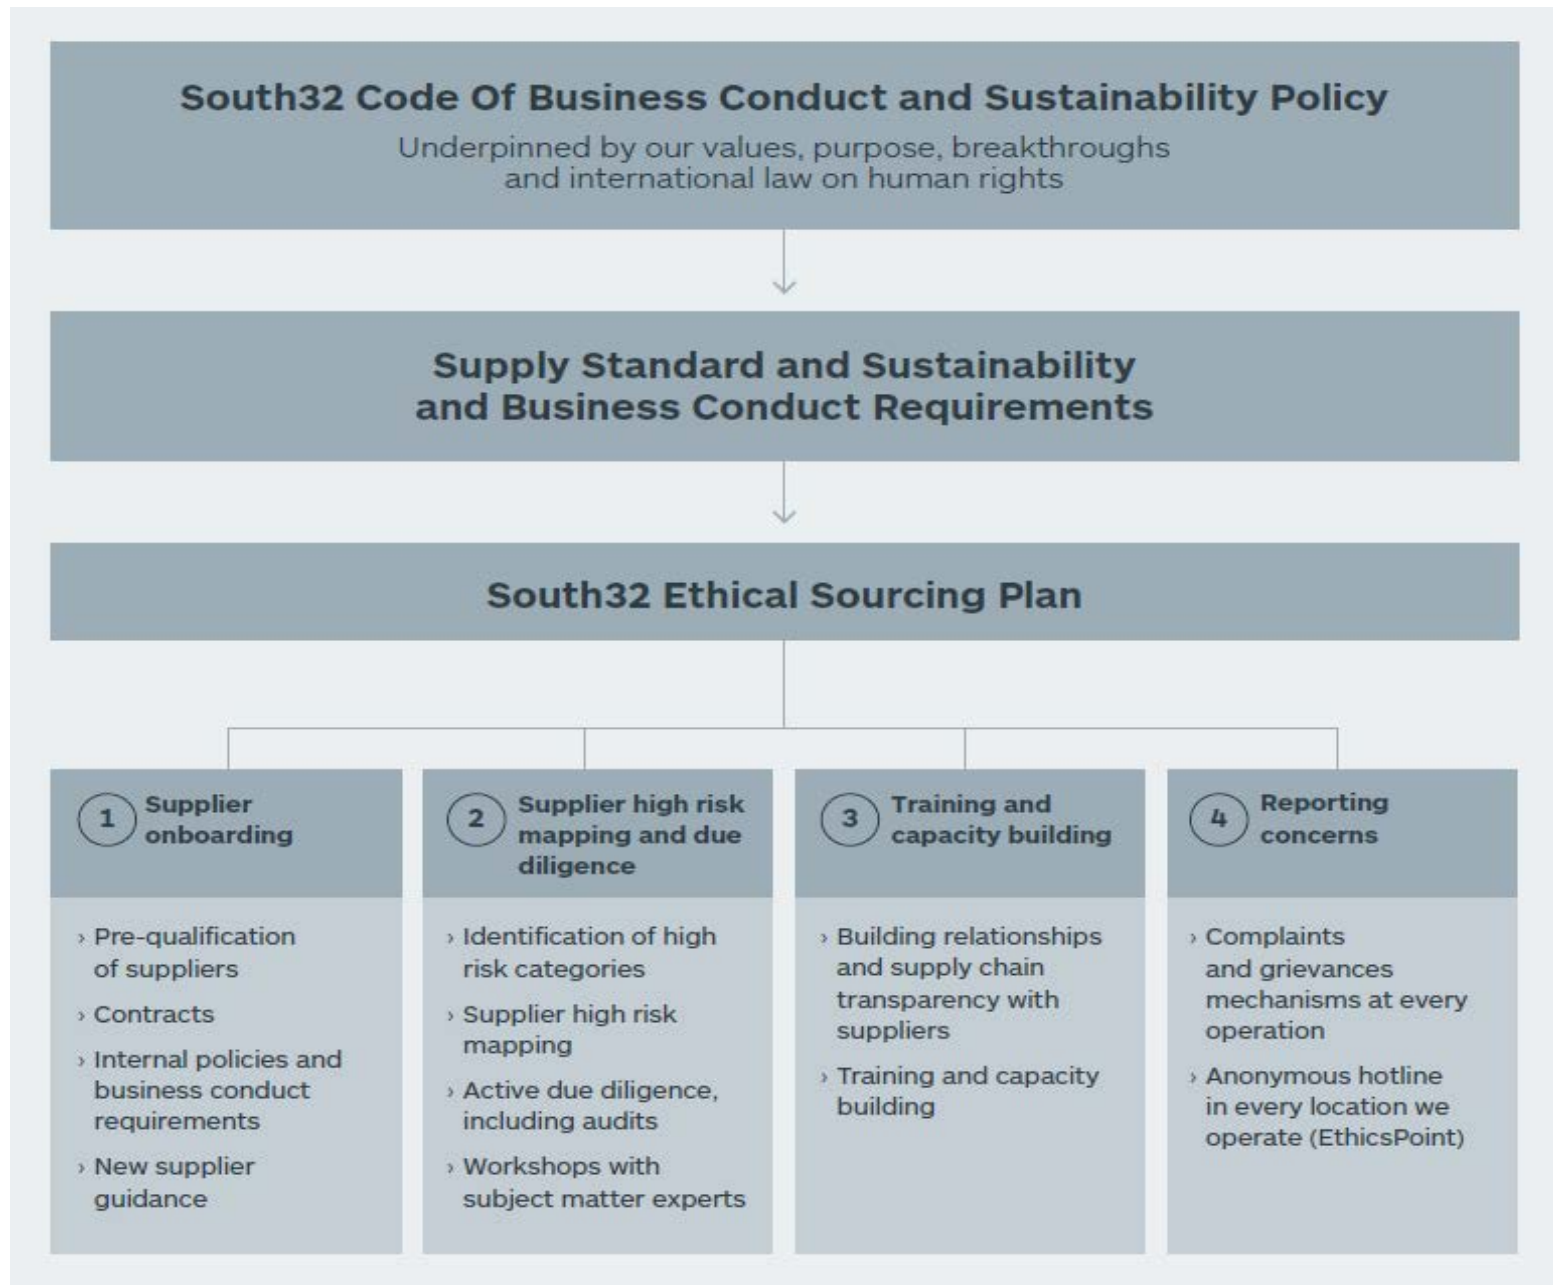 South32 Code Of Business Conduct and Sustainability Policy
Underpinned by our values, purpose, breakthroughs
and international law on human rights
Supply Standard and Sustainability
and Business Conduct Requirements
South32 Ethical Sourcing Plan
1
Supplier
onboarding
› Pre-qualification
of suppliers
› Contracts
› Internal policies and
business conduct
requirements
› New supplier
guidance
2
Supplier high risk
mapping and due
diligence
› Identification of high
risk categories
› Supplier high risk
mapping
› Active due diligence,
including audits
› Workshops with
subject matter experts
3
Training and
capacity building
› Building relationships
and supply chain
transparency with
suppliers
› Training and capacity
building
4
Reporting
concerns
› Complaints
and grievances
mechanisms at every
operation
› Anonymous hotline
in every location we
operate (EthicsPoint)